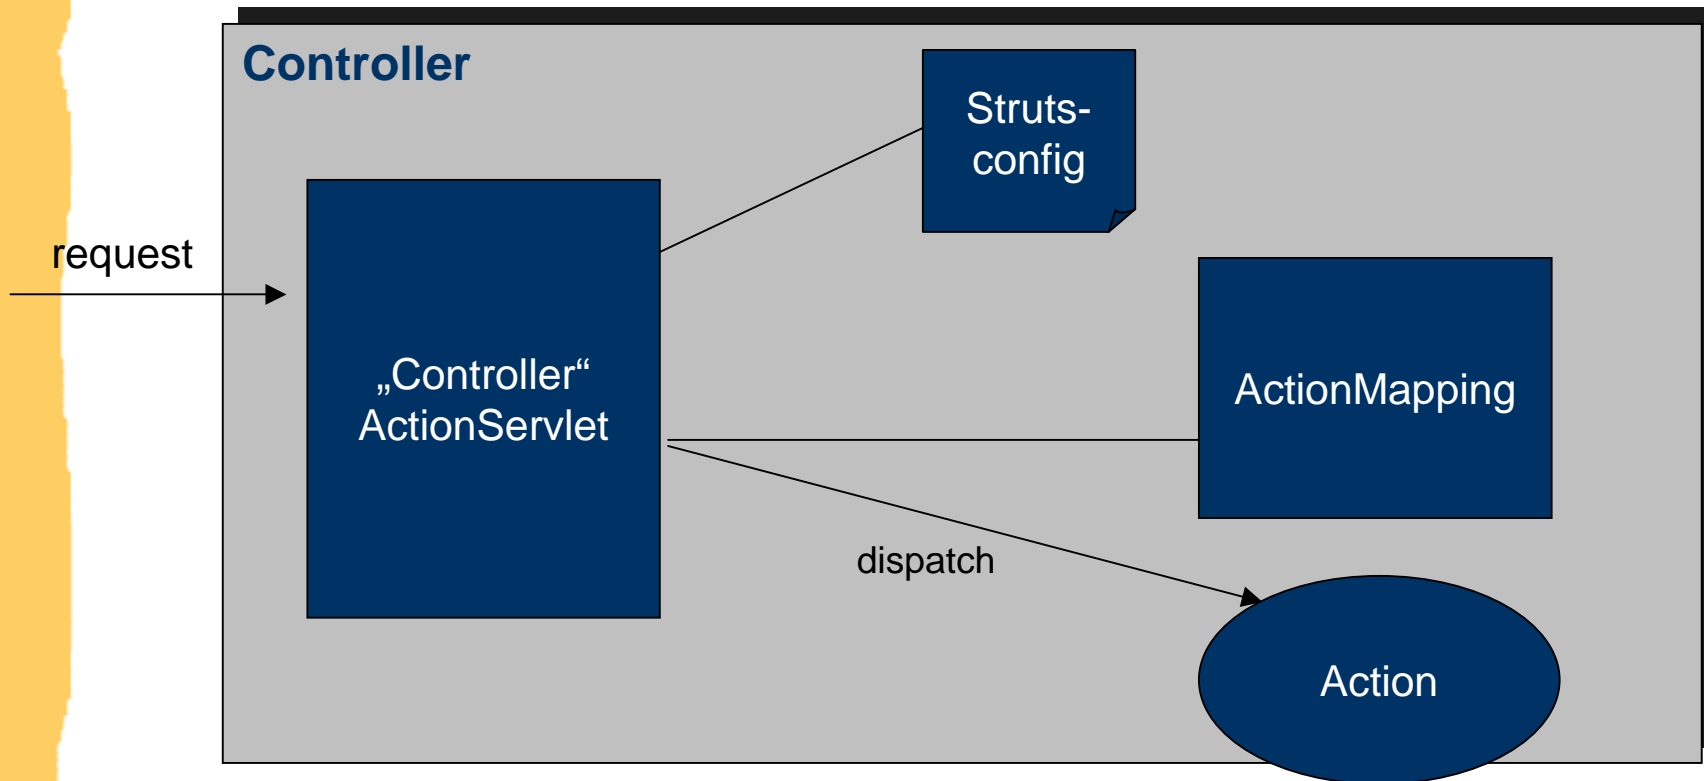 Controller
Struts-
config
request
„Controller“
ActionServlet
ActionMapping
dispatch
Action